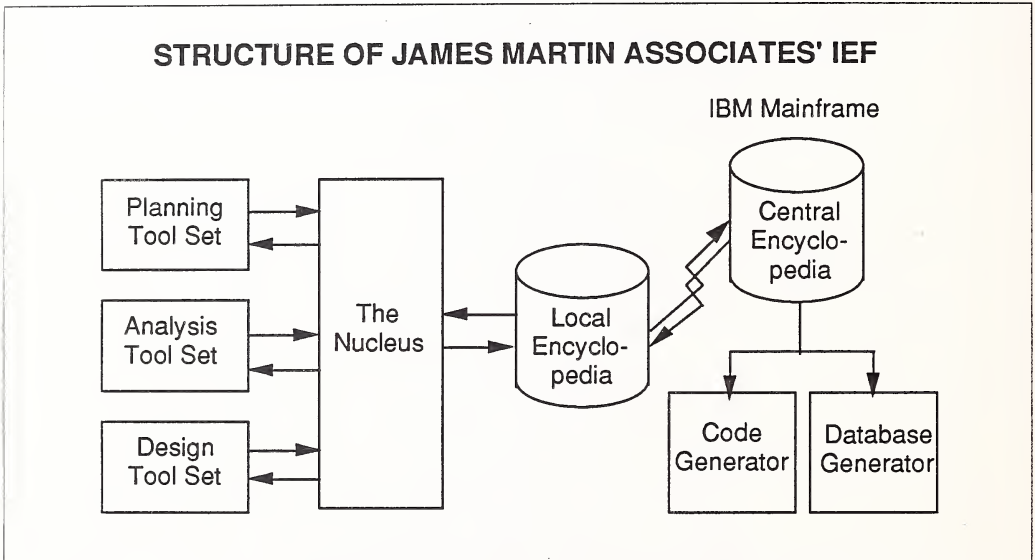 STRUCTURE OF JAMES MARTIN ASSOCIATES' IEF
IBM Mainframe
Planning
Tool Set
Analysis
Tool Set
Design
Tool Set
The
Nucleus
Local
Encyclo-
pedia
Central
Encyclo-
pedia
Code
Generator
Database
Generator